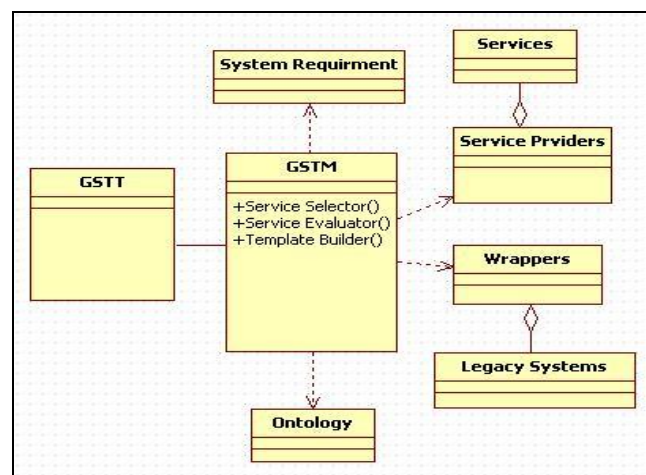 Services
System Requirment
Service Prviders
GSTT
GSTM
+Service Selector()
+Service Evaluator()
+Template Builder()
Wrappers
Legacy Systems
Ontology